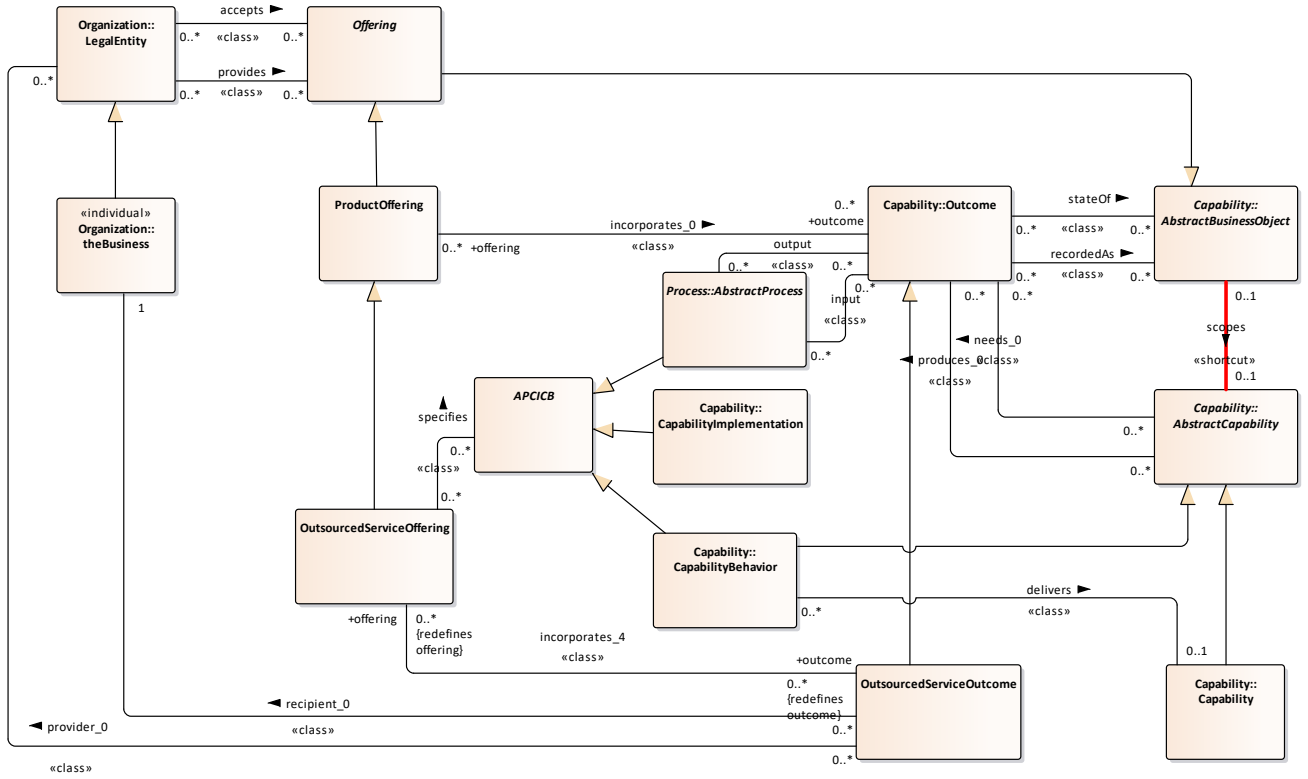 accepts
Organization::
LegalEntity
Offering
0..*
«class»
0..*
provides
0..*
0..*
«class»
0..*
«individual»
Organization::
theBusiness
ProductOffering
0..*
+outcome
Capability::Outcome
stateOf
Capability::
AbstractBusinessObject
incorporates_0
0..*
«class»
0..*
0..*
+offering
«class»
output
recordedAs
0..*
«class»
0..*
0..*
«class»
0..*
Process::AbstractProcess
0..*
0..*
0..*
0..1
1
input
«class»
scopes
needs_0
0..*
produces_0
«class»
«shortcut»
«class»
0..1
APCICB
Capability::
CapabilityImplementation
Capability::
AbstractCapability
specifies
0..*
0..*
«class»
0..*
0..*
OutsourcedServiceOffering
Capability::
CapabilityBehavior
delivers
0..*
«class»
+offering
0..*
{redefines
offering}
incorporates_4
«class»
+outcome
0..1
0..*
{redefines
outcome}
OutsourcedServiceOutcome
Capability::
Capability
recipient_0
«class»
0..*
provider_0
0..*
«class»